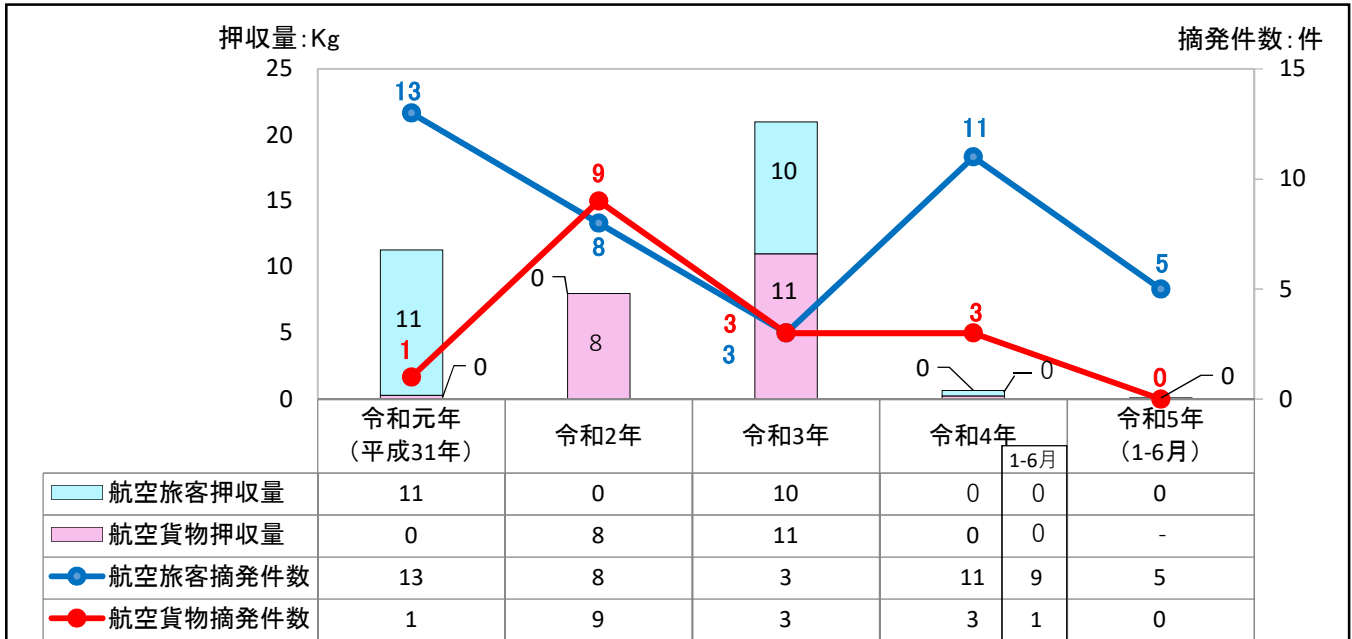 押収量:Kg 摘発件数:件
25 15
13
11
20
10
9
15 10
8
5
10 0
11
11 8 5
5 3 3
1 3 0 0 0
0 0
0 0
令和元年 令和2年 令和3年 令和4年 令和5年
(平成31年) 1-6月 (1-6月)
航空旅客押収量 11 0 10 0 0 0
航空貨物押収量 0 8 11 0 0 -
航空旅客摘発件数 13 8 3 11 9 5
航空貨物摘発件数 1 9 3 3 1 0